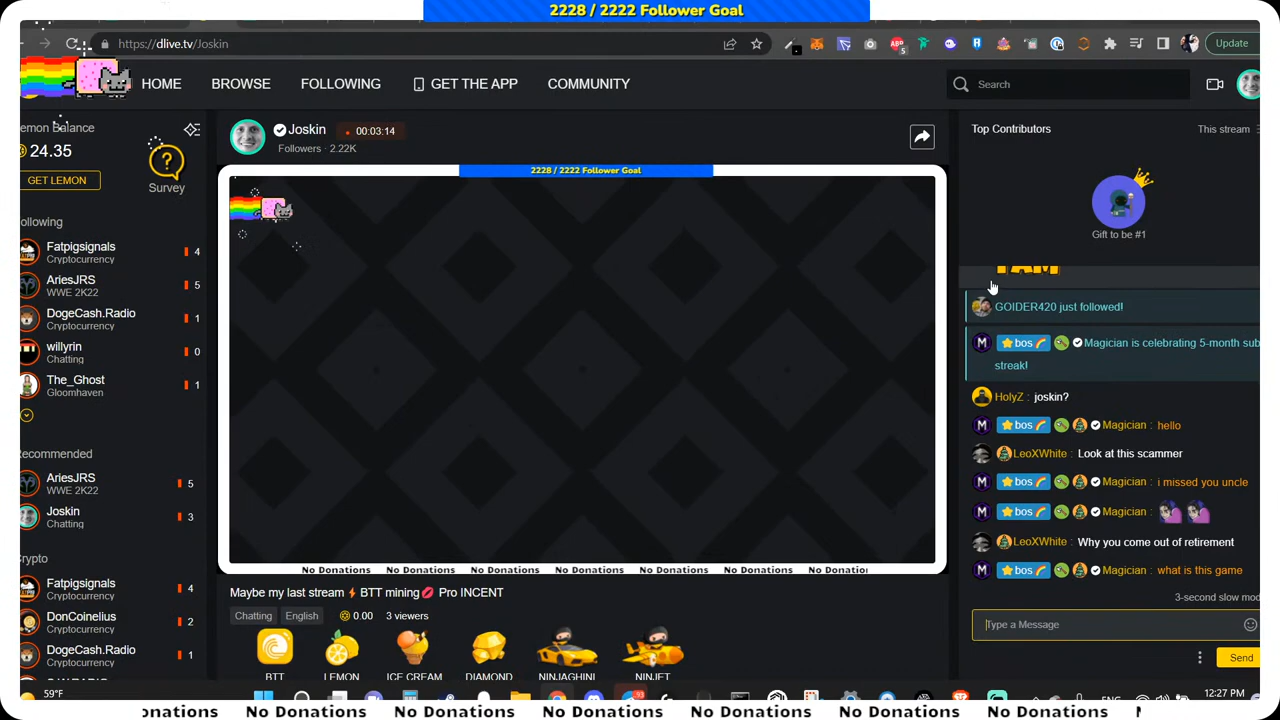 2228 / 2222 Follower Goal
https://dlive.tv/Joskin
Update
HOME
BROWSE
FOLLOWING
GET THE APP
COMMUNITY
Search
emon Balance
24.35
GET LEMON
Survey
ollowing
Fatpigsignals
Cryptocurrency
4
AriesJRS
WWE 2K22
5
DogeCash.Radio
Cryptocurrency
1
willyrin
Chatting
0
The_Ghost
Gloomhaven
1
ecommended
AriesJRS
WWE 2K22
5
Joskin
Chatting
3
rypto
Fatpigsignals
Cryptocurrency
4
DonCoinelius
Cryptocurrency
2
DogeCash.Radio
Cryptocurrency
1
59°F
Joskin
00:03:14
Followers · 2.22K
2228 / 2222 Follower Goal
No Donations No Donations No Donations No Donations No Donations No Donations No Donatio
Maybe my last stream ⚡ BTT mining💋 Pro INCENT
Chatting English 0.00 3 viewers
BTT
LEMON
ICE CREAM
DIAMOND
NINJAGHINI
NINJET
Top Contributors
This stream
Gift to be #1
GOIDER420 just followed!
bos Magician is celebrating 5-month sub
streak!
HolyZ : joskin?
bos Magician : hello
LeoXWhite : Look at this scammer
bos Magician : i missed you uncle
bos Magician :
LeoXWhite : Why you come out of retirement
bos Magician : what is this game
3-second slow mod
Type a Message
Send
33
ENG
12:27 PM
onations No Donations No Donations No Donations No Donations No Donations No Donations No Donations